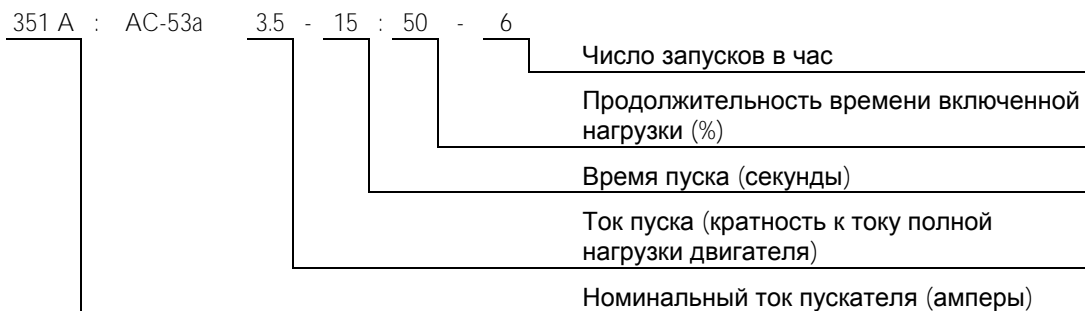 351 A : AC-53a 3.5 - 15 : 50 - 6
Число запусков в час
Продолжительность времени включенной
нагрузки (%)
Время пуска (секунды)
Ток пуска (кратность к току полной
нагрузки двигателя)
Номинальный ток пускателя (амперы)